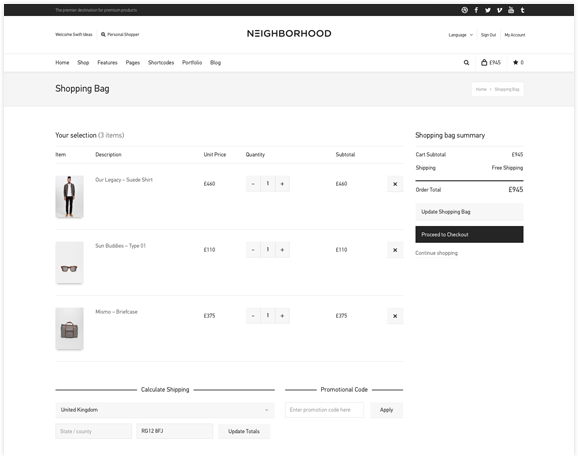 The premier destination for premium products
Welcome Swift Ideas Personal Shopper
NEIGHBORHOOD
Language Sign Out My Account
Home Shop Features Pages Shortcodes Portfolio Blog
£945 0
Shopping Bag
Home > Shopping Bag
Your selection (3 items)
Item Description Unit Price Quantity Subtotal
Our Legacy – Suede Shirt £460 - 1 + £460 ×
Sun Buddies – Type 01 £110 - 1 + £110 ×
Mismo – Briefcase £375 - 1 + £375 ×
Shopping bag summary
Cart Subtotal £945
Shipping Free Shipping
Order Total £945
Update Shopping Bag
Proceed to Checkout
Continue shopping
Calculate Shipping
United Kingdom
State / county RG12 8FJ Update Totals
Promotional Code
Enter promotion code here Apply